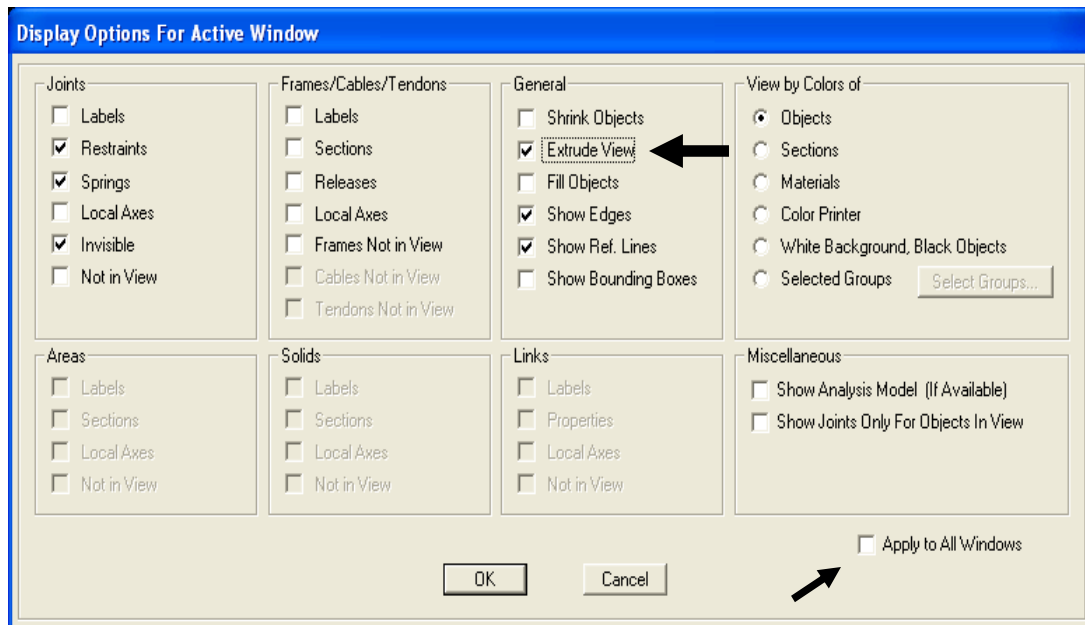 Display Options For Active Window
Joints
Labels
Restraints
Springs
Local Axes
Invisible
Not in View
Frames/Cables/Tendons
Labels
Sections
Releases
Local Axes
Frames Not in View
Cables Not in View
Tendons Not in View
General
Shrink Objects
Extrude View
Fill Objects
Show Edges
Show Ref. Lines
Show Bounding Boxes
View by Colors of
Objects
Sections
Materials
Color Printer
White Background, Black Objects
Selected Groups
Select Groups...
Areas
Labels
Sections
Local Axes
Not in View
Solids
Labels
Sections
Local Axes
Not in View
Links
Labels
Properties
Local Axes
Not in View
Miscellaneous
Show Analysis Model (If Available)
Show Joints Only For Objects In View
Apply to All Windows
OK
Cancel